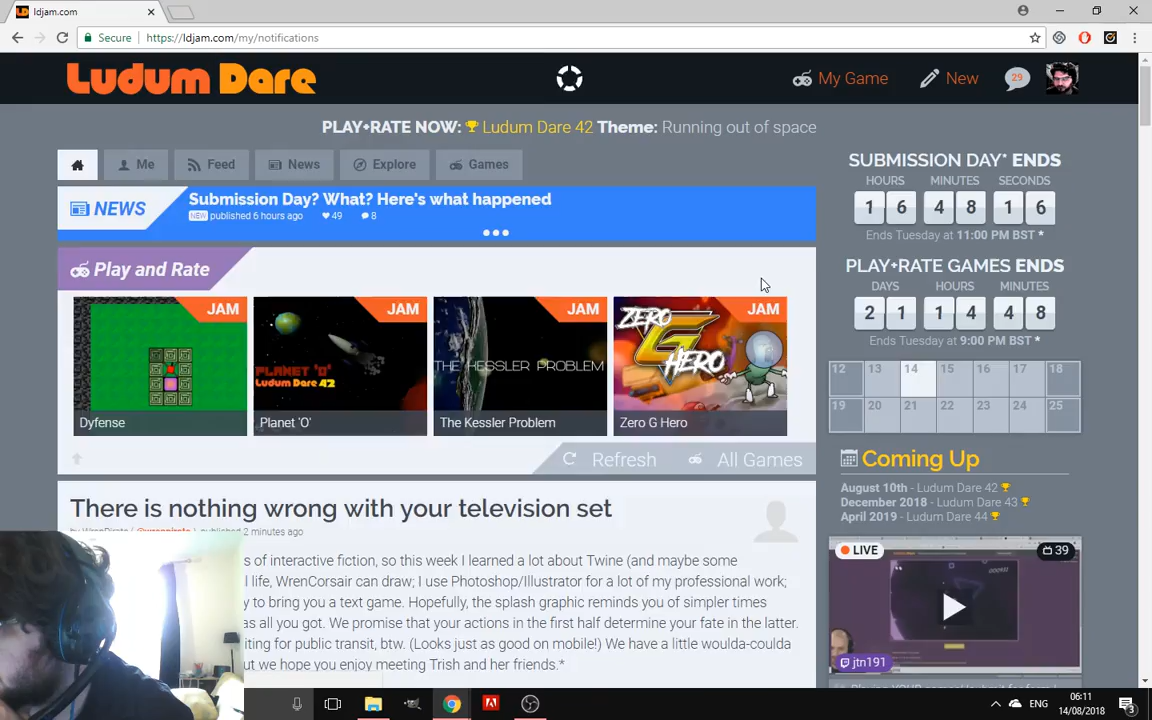 ldjam.com
Secure | https://ldjam.com/my/notifications
Ludum Dare
My Game
New
29
PLAY+RATE NOW: Ludum Dare 42 Theme: Running out of space
Me
Feed
News
Explore
Games
NEWS
Submission Day? What? Here's what happened
NEW published 6 hours ago 49 8
Play and Rate
JAM
JAM
JAM
JAM
PLANET 'O'
Ludum Dare 42
THE KESSLER PROBLEM
ZERO G HERO
Dyfense
Planet 'O'
The Kessler Problem
Zero G Hero
Refresh
All Games
There is nothing wrong with your television set
published 2 minutes ago
s of interactive fiction, so this week I learned a lot about Twine (and maybe some
l life, WrenCorsair can draw; I use Photoshop/Illustrator for a lot of my professional work;
y to bring you a text game. Hopefully, the splash graphic reminds you of simpler times
as all you got. We promise that your actions in the first half determine your fate in the latter.
iting for public transit, btw. (Looks just as good on mobile!) We have a little woulda-coulda
ut we hope you enjoy meeting Trish and her friends.*
SUBMISSION DAY* ENDS
HOURS MINUTES SECONDS
1 6 4 8 1 6
Ends Tuesday at 11:00 PM BST *
PLAY+RATE GAMES ENDS
DAYS HOURS MINUTES
2 1 1 4 4 8
Ends Tuesday at 9:00 PM BST *
12 13 14 15 16 17 18
19 20 21 22 23 24 25
Coming Up
August 10th - Ludum Dare 42
December 2018 - Ludum Dare 43
April 2019 - Ludum Dare 44
LIVE
39
jtn191
ENG
06:11
14/08/2018
3